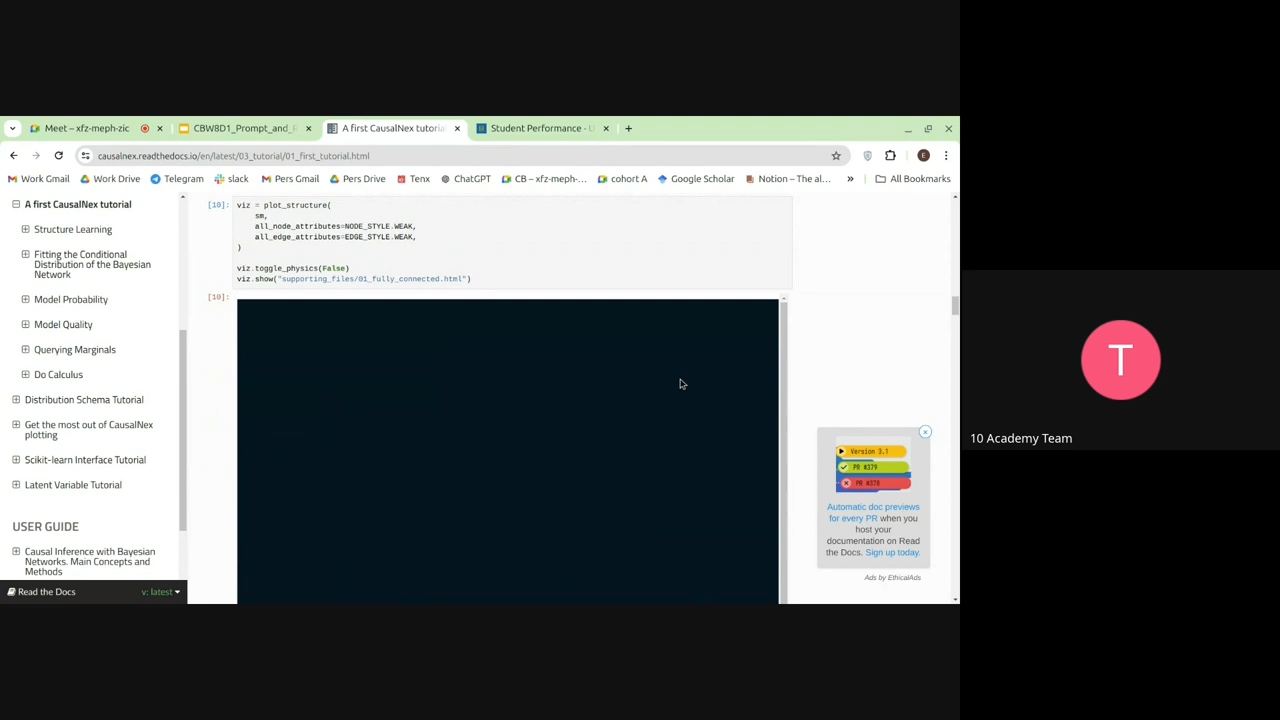 Meet – xfz-meph-zic
CBW8D1_Prompt_and_
A first CausalNex tutoria
Student Performance - U
causalnex.readthedocs.io/en/latest/03_tutorial/01_first_tutorial.html
E
Work Gmail
Work Drive
Telegram
slack
Pers Gmail
Pers Drive
Tenx
ChatGPT
CB – xfz-meph-...
cohort A
Google Scholar
Notion – The al...
All Bookmarks
A first CausalNex tutorial
Structure Learning
Fitting the Conditional
Distribution of the Bayesian
Network
Model Probability
Model Quality
Querying Marginals
Do Calculus
Distribution Schema Tutorial
Get the most out of CausalNex
plotting
Scikit-learn Interface Tutorial
Latent Variable Tutorial
USER GUIDE
Causal Inference with Bayesian
Networks. Main Concepts and
Methods
Read the Docs
v: latest
[10]:
viz = plot_structure(
sm,
all_node_attributes=NODE_STYLE.WEAK,
all_edge_attributes=EDGE_STYLE.WEAK,
)
viz.toggle_physics(False)
viz.show("supporting_files/01_fully_connected.html")
[10]:
Version 3.1
PR #379
PR #378
Automatic doc previews
for every PR when you
host your
documentation on Read
the Docs. Sign up today.
Ads by EthicalAds
T
10 Academy Team